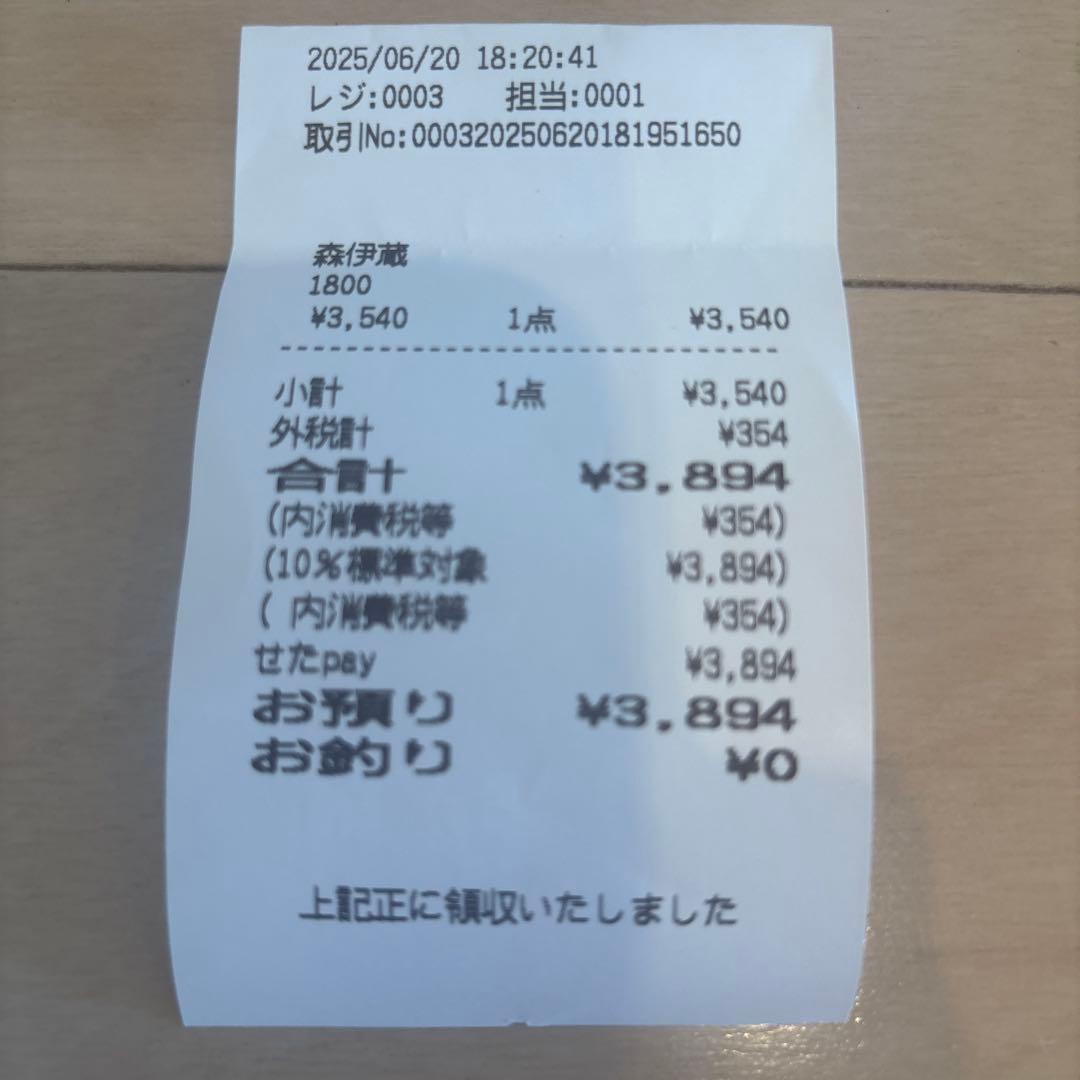 2025/06/20 18:20:41
レジ:0003 担当:0001
取引No:000320250620181951650
森伊蔵
1800
¥3,540 1点 ¥3,540
小計 1点 ¥3,540
外税計 ¥354
合計 ¥3,894
(内消費税等 ¥354)
(10%標準対象 ¥3,894)
( 内消費税等 ¥354)
せたpay ¥3,894
お預り ¥3,894
お釣り ¥0
上記正に領収いたしました